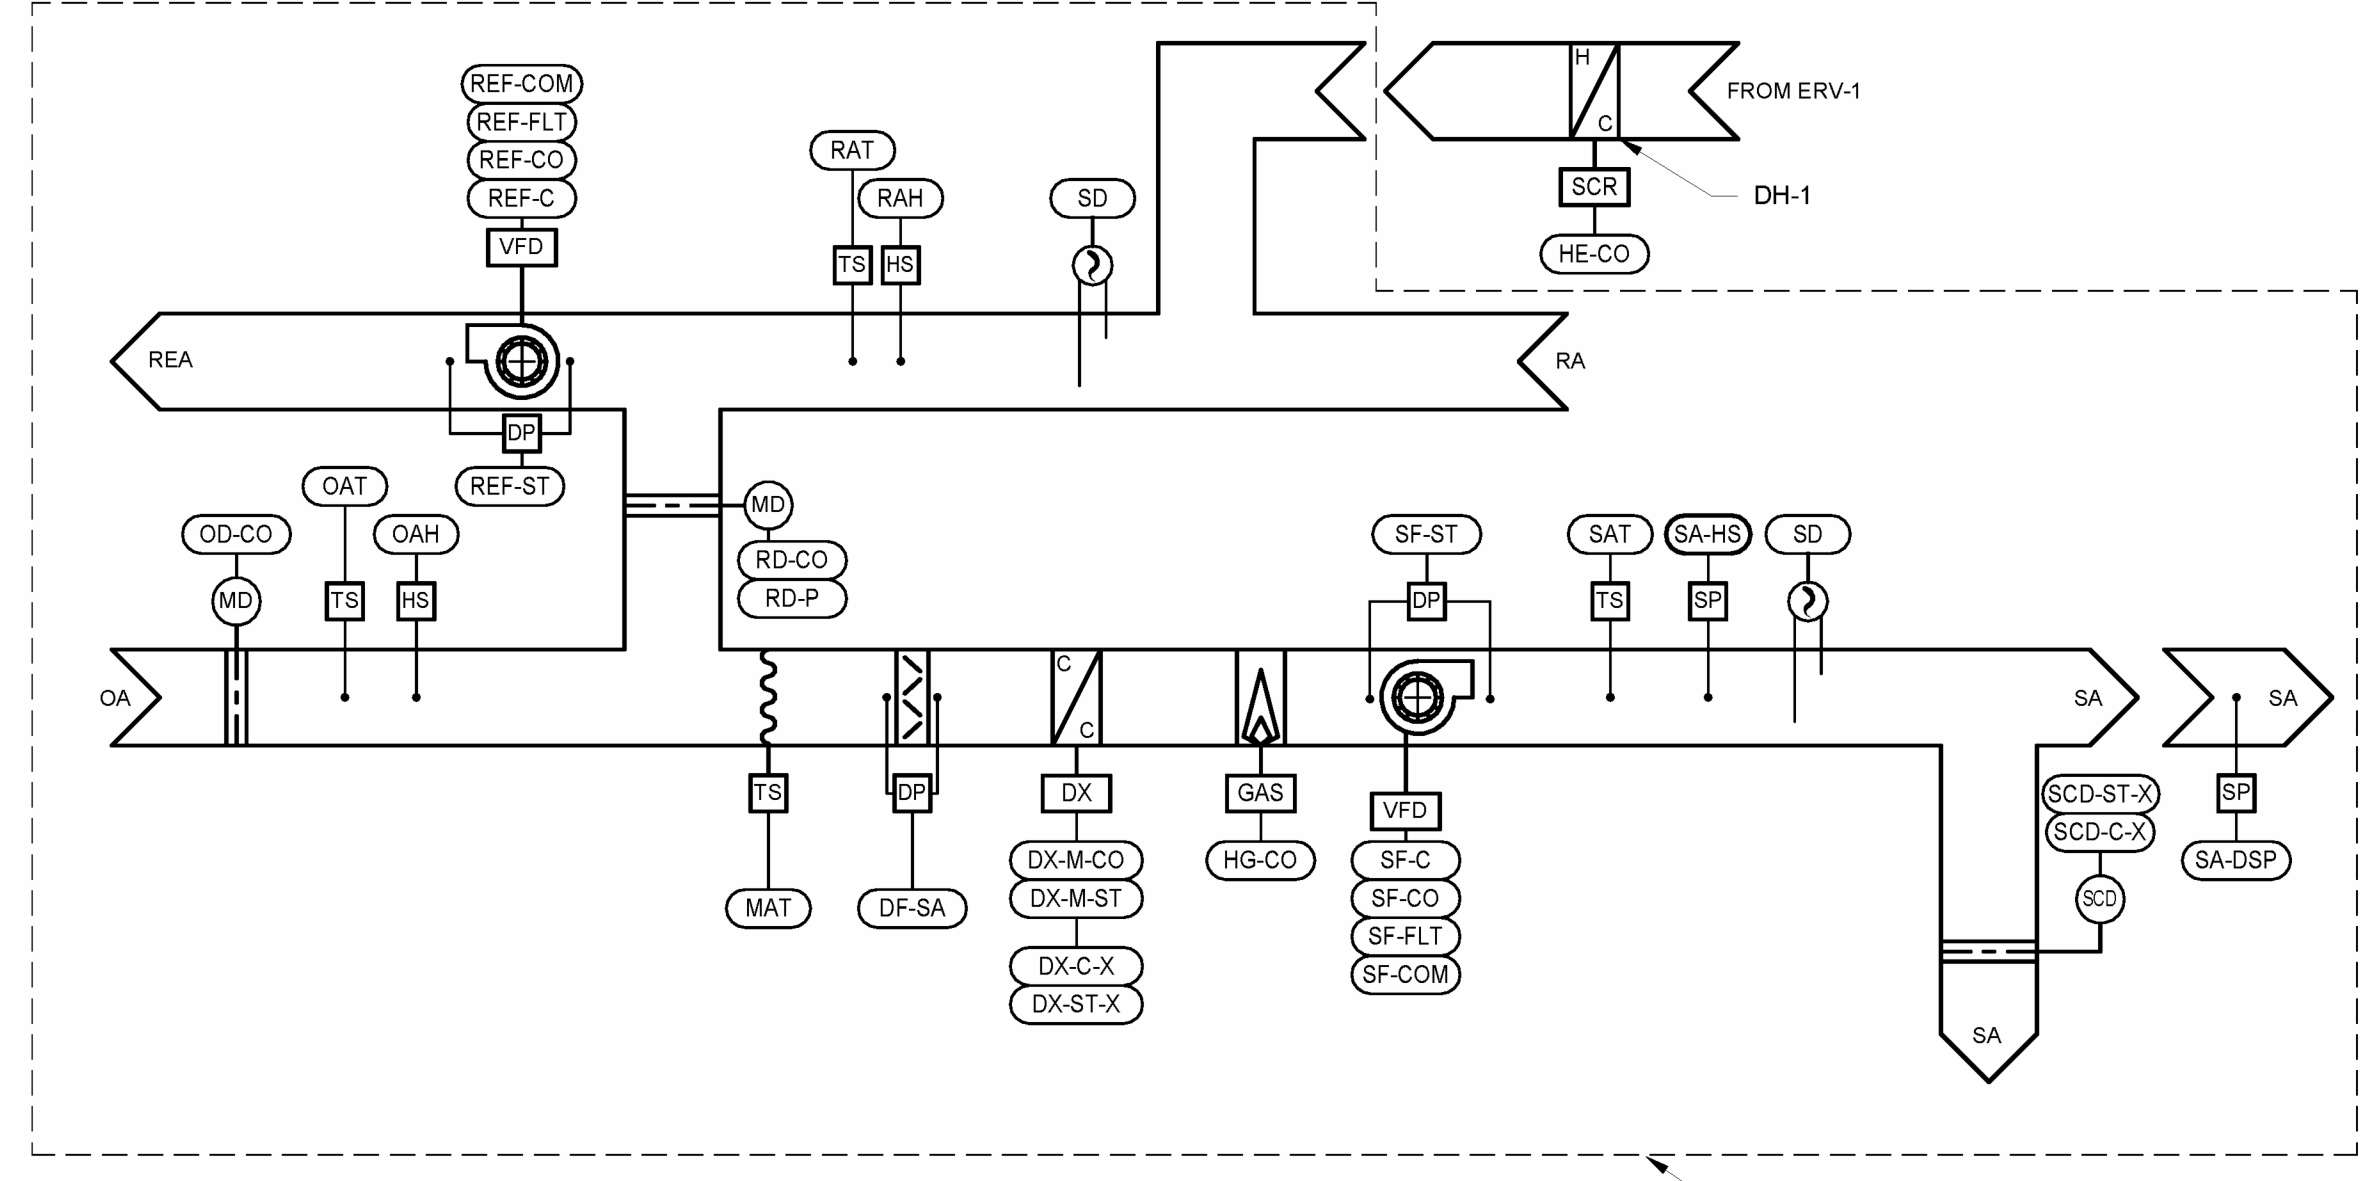 H
C
FROM ERV-1
SCR
DH-1
HE-CO
REF-COM
REF-FLT
REF-CO
REF-C
VFD
RAT
RAH
SD
TS
HS
REA
RA
DP
REF-ST
OAT
OD-CO
OAH
MD
TS
HS
MD
RD-CO
RD-P
SF-ST
SAT
SA-HS
SD
DP
TS
SP
OA
C
C
SA
SA
TS
DP
DX
GAS
VFD
SCD-ST-X
SCD-C-X
SP
MAT
DF-SA
DX-M-CO
DX-M-ST
DX-C-X
DX-ST-X
HG-CO
SF-C
SF-CO
SF-FLT
SF-COM
SCD
SA-DSP
SA